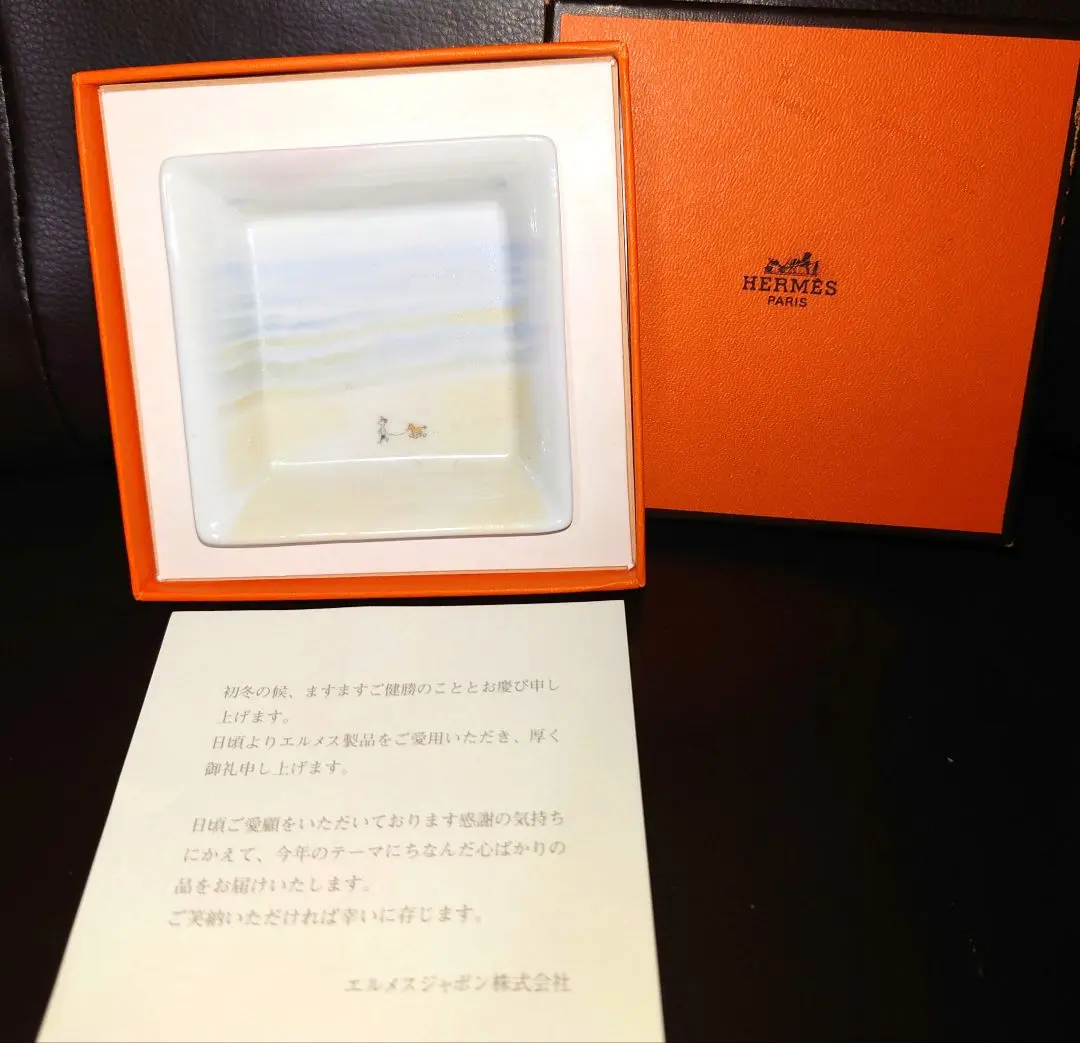 HERMÈS
PARIS
初冬の候、ますますご健勝のこととお慶び申し
上げます。
日頃よりエルメス製品をご愛用いただき、厚く
御礼申し上げます。
日頃ご愛顧をいただいております感謝の気持ち
にかえて、今年のテーマにちなんだ心ばかりの
品をお届けいたします。
ご笑納いただければ幸いに存じます。
エルメスジャポン株式会社